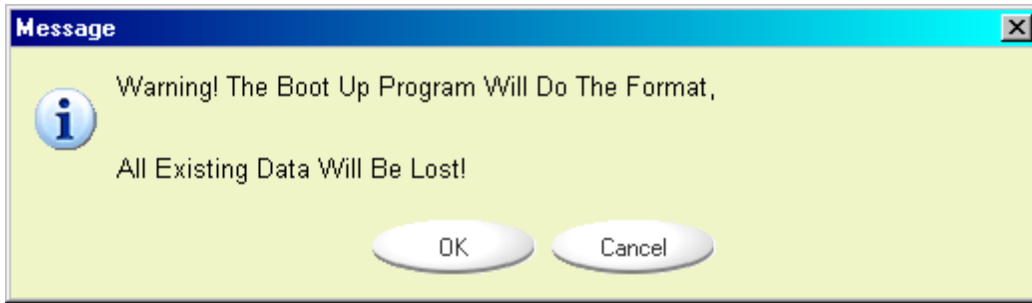 Message
Warning! The Boot Up Program Will Do The Format,
All Existing Data Will Be Lost!
OK Cancel